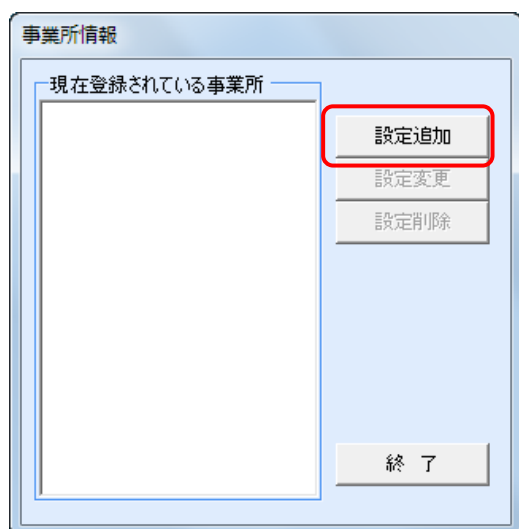 事業所情報
現在登録されている事業所
設定追加
設定変更
設定削除
終 了